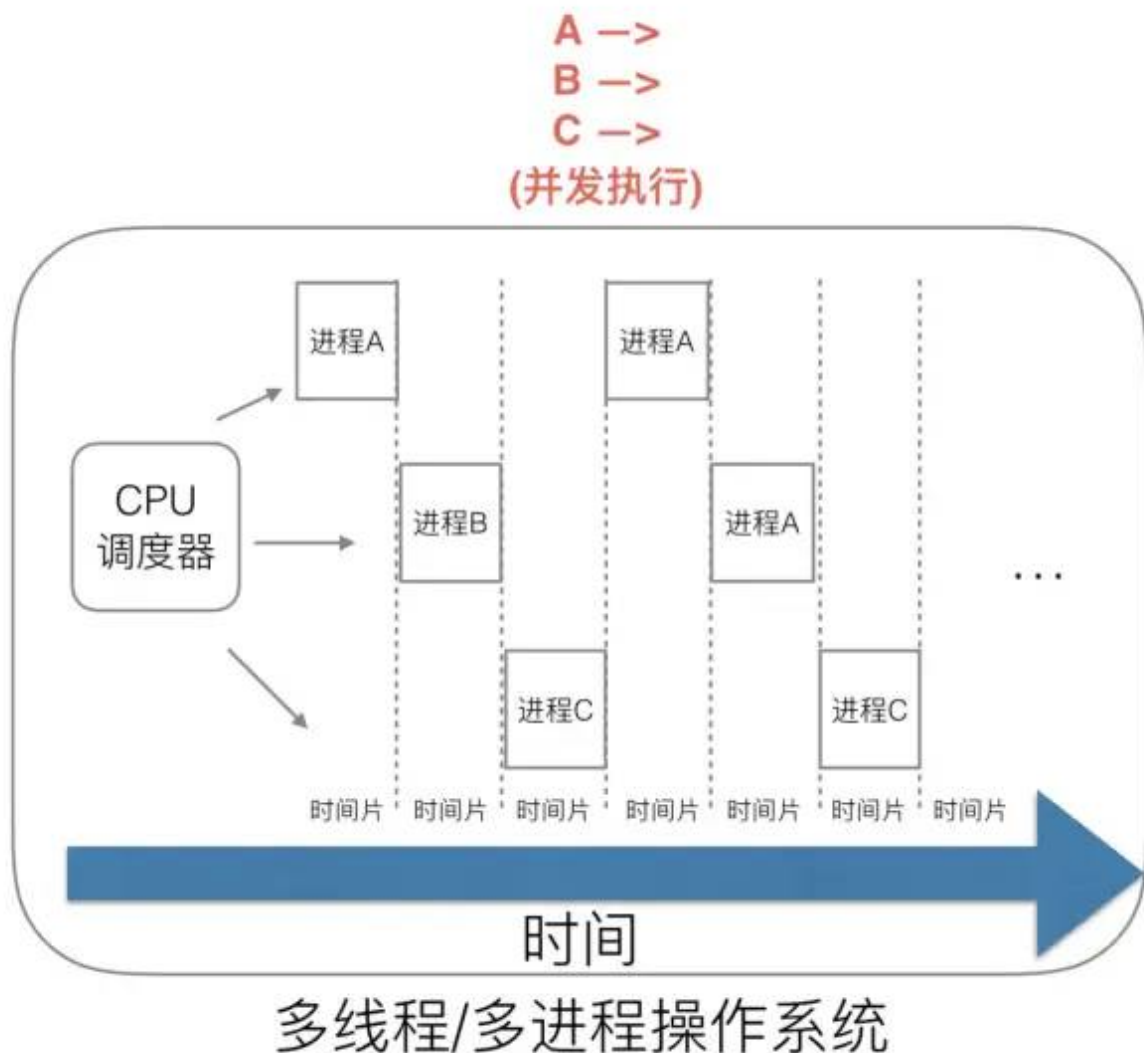 A —>
B —>
C —>
(并发执行)
进程A
进程A
CPU
调度器
进程B
进程A
...
进程C
进程C
时间片 时间片 时间片 时间片 时间片 时间片 时间片
时间
多线程/多进程操作系统